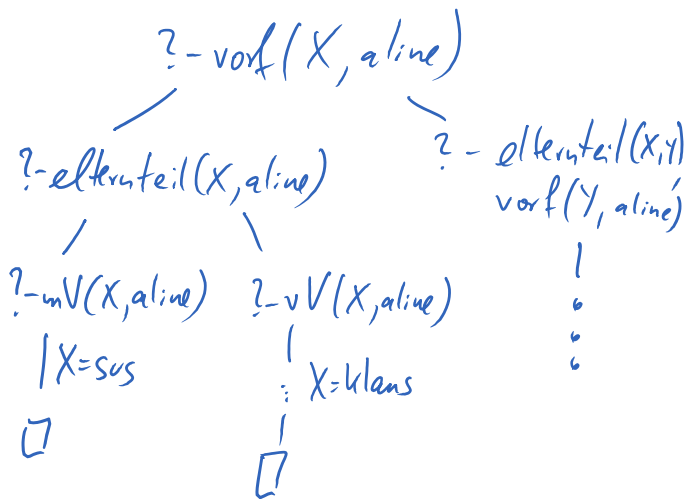 ?-vorf(X, aline)
?-elternteil(X, aline)
?- elternteil(X,Y),
vorf(Y, aline)
?-mV(X, aline)
?-vV(X, aline)
X=sus
X=klaus